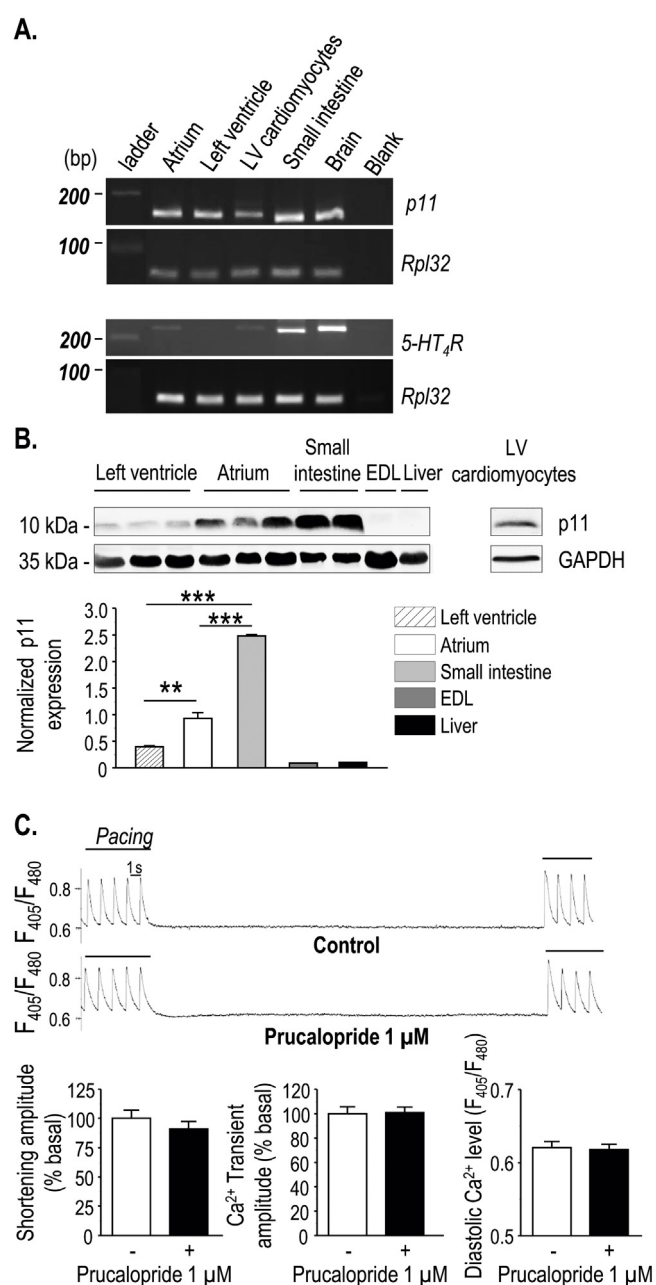 A.
(bp)
ladder
Atrium
Left ventricle
LV cardiomyocytes
Small intestine
Brain
Blank
200
p11
100
Rpl32
200
5-HT4R
100
Rpl32
B.
Left ventricle
Atrium
Small
intestine
EDL
Liver
LV
cardiomyocytes
10 kDa -
p11
35 kDa -
GAPDH
Normalized p11
expression
3.0
2.5
2.0
1.5
1.0
0.5
0
***
***
**
Left ventricle
Atrium
Small intestine
EDL
Liver
C.
Pacing
1s
F405/F480
0.8
0.6
Control
F405/F480
0.8
0.6
Prucalopride 1 µM
Shortening amplitude
(% basal)
125
100
75
50
25
0
- +
Prucalopride 1 µM
Ca2+ Transient
amplitude (% basal)
120
100
80
60
40
20
0
- +
Prucalopride 1 µM
Diastolic Ca2+ level (F405/F480)
0.7
0.6
0.5
- +
Prucalopride 1 µM